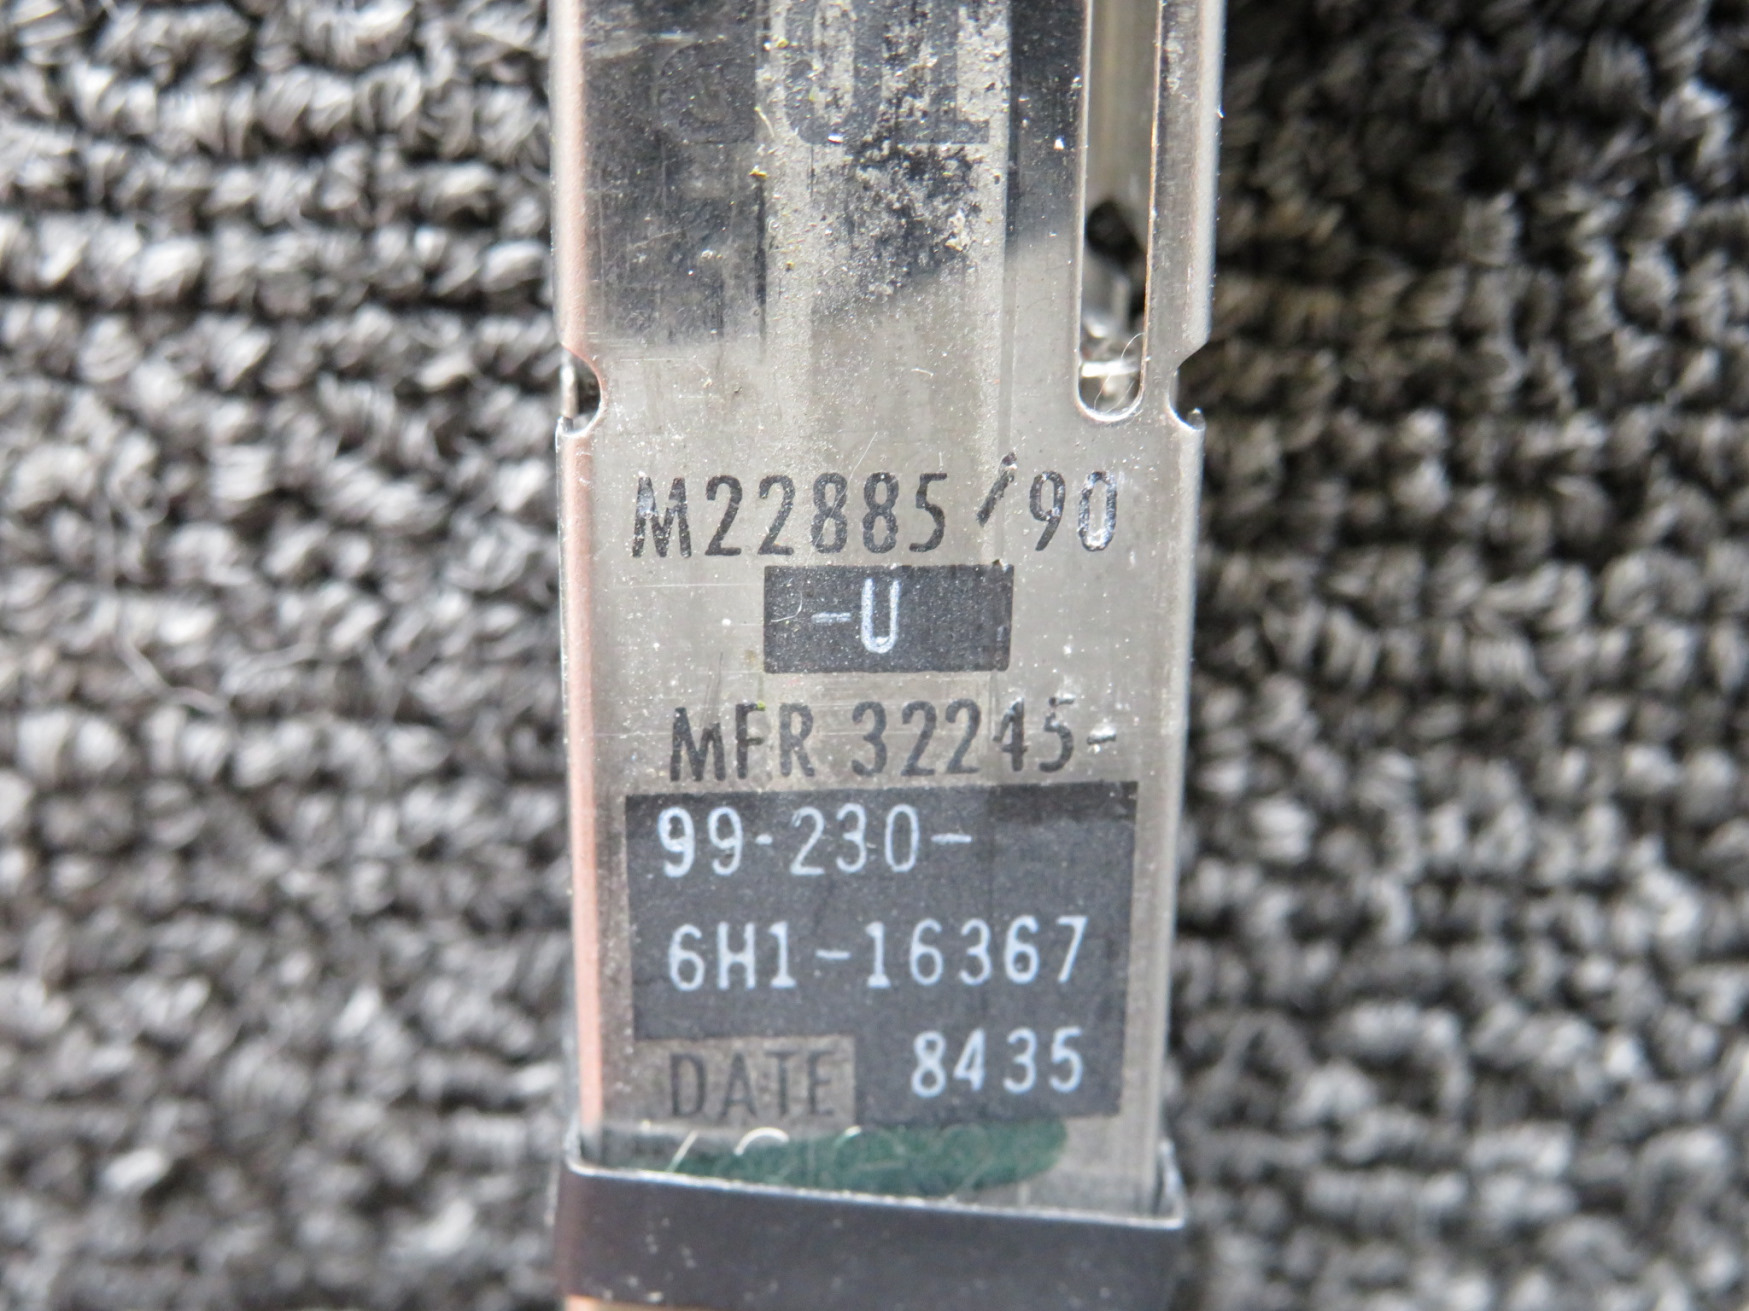 M22885/90
-U
MFR 32245-
99-230-
6H1-16367
DATE 8435